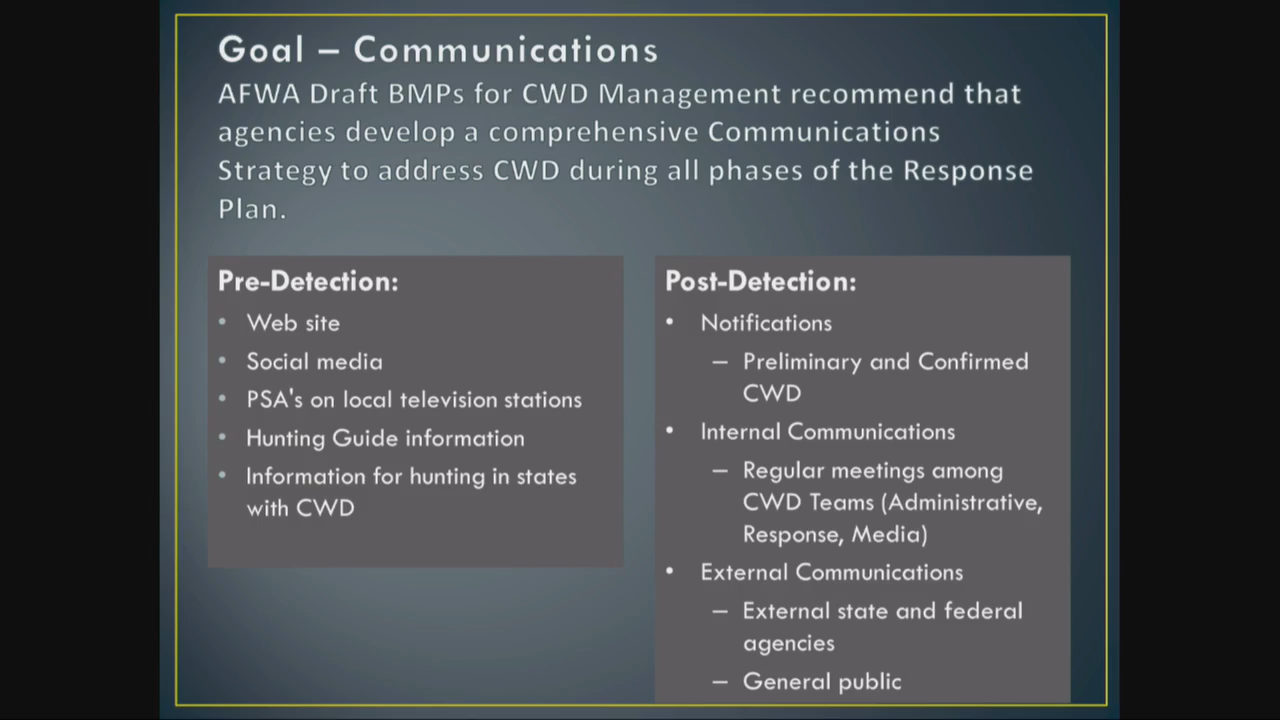 Goal – Communications
AFWA Draft BMPs for CWD Management recommend that
agencies develop a comprehensive Communications
Strategy to address CWD during all phases of the Response
Plan.
Pre-Detection:
• Web site
• Social media
• PSA's on local television stations
• Hunting Guide information
• Information for hunting in states
with CWD
Post-Detection:
• Notifications
– Preliminary and Confirmed
CWD
• Internal Communications
– Regular meetings among
CWD Teams (Administrative,
Response, Media)
• External Communications
– External state and federal
agencies
– General public